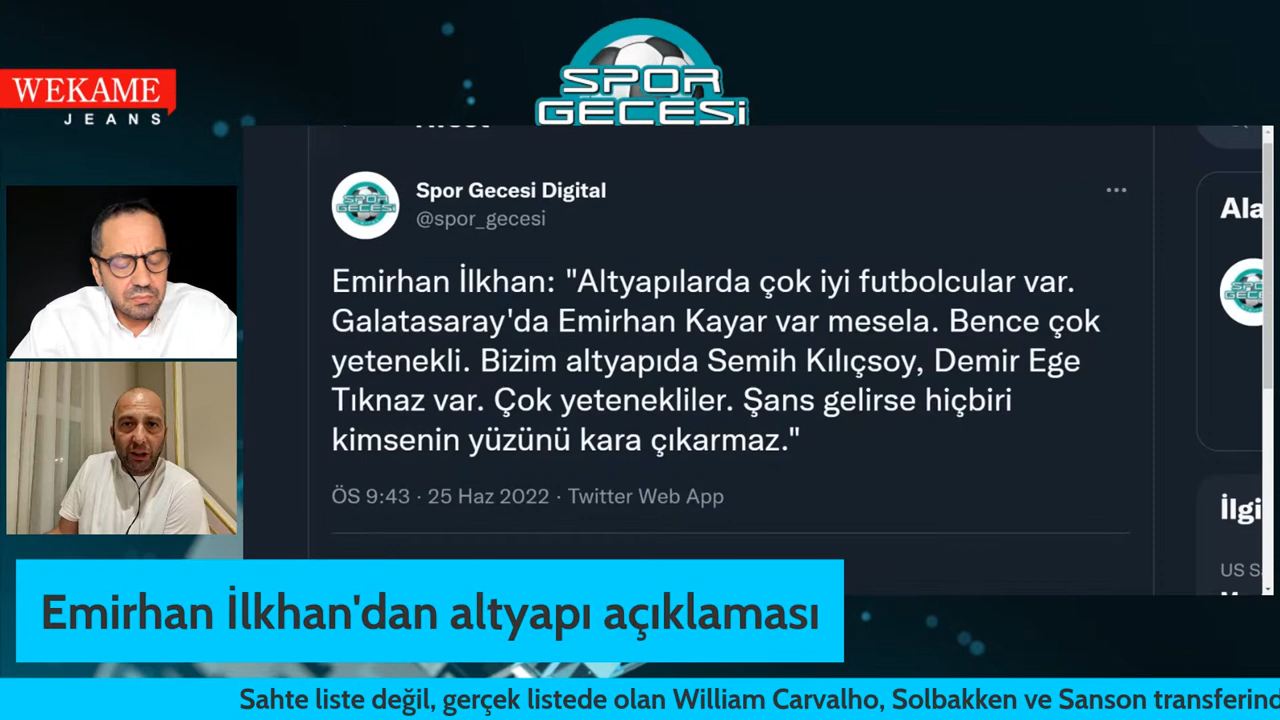 WEKAME
JEANS
SPOR
GECESİ
Spor Gecesi Digital
@spor_gecesi
Emirhan İlkhan: "Altyapılarda çok iyi futbolcular var.
Galatasaray'da Emirhan Kayar var mesela. Bence çok
yetenekli. Bizim altyapıda Semih Kılıçsoy, Demir Ege
Tıknaz var. Çok yetenekliler. Şans gelirse hiçbiri
kimsenin yüzünü kara çıkarmaz."
ÖS 9:43 · 25 Haz 2022 · Twitter Web App
Ala
İlgi
US S
Emirhan İlkhan'dan altyapı açıklaması
Sahte liste değil, gerçek listede olan William Carvalho, Solbakken ve Sanson transferind